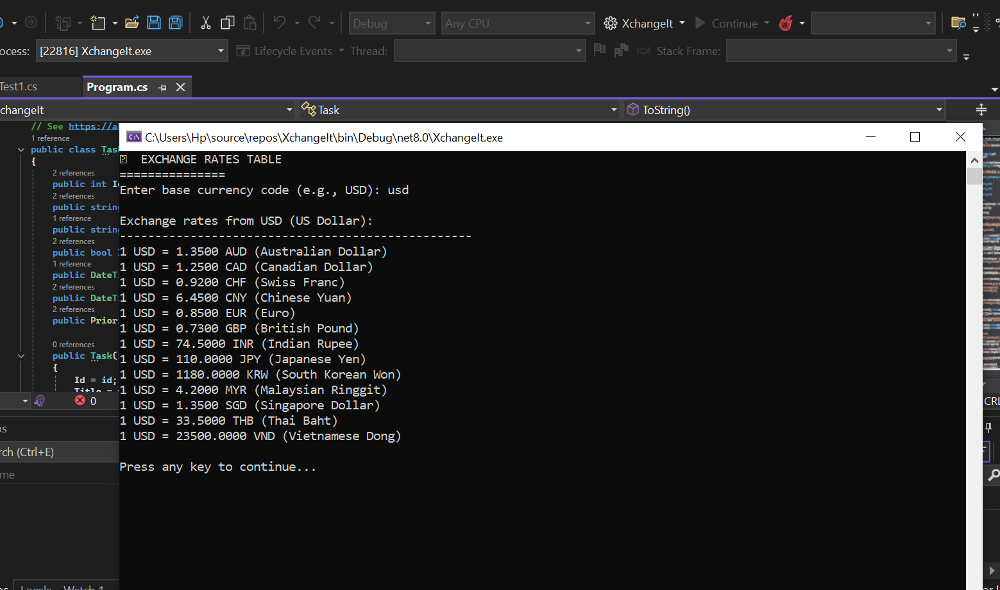 Debug
Any CPU
XchangeIt
Continue
ocess:
[22816] XchangeIt.exe
Lifecycle Events
Thread:
Stack Frame:
Test1.cs
Program.cs
changeIt
Task
ToString()
// See https://a
1 reference
public class Tas
{
2 references
public int I
2 references
public string
1 reference
public string
2 references
public bool
1 reference
public DateT
2 references
public DateT
2 references
public Prior
0 references
public Task(
{
Id = id;
Title =
0
os
rch (Ctrl+E)
me
Locals
Watch 1
C:\Users\Hp\source\repos\XchangeIt\bin\Debug\net8.0\XchangeIt.exe
EXCHANGE RATES TABLE
===============
Enter base currency code (e.g., USD): usd
Exchange rates from USD (US Dollar):
--------------------------------------------------
1 USD = 1.3500 AUD (Australian Dollar)
1 USD = 1.2500 CAD (Canadian Dollar)
1 USD = 0.9200 CHF (Swiss Franc)
1 USD = 6.4500 CNY (Chinese Yuan)
1 USD = 0.8500 EUR (Euro)
1 USD = 0.7300 GBP (British Pound)
1 USD = 74.5000 INR (Indian Rupee)
1 USD = 110.0000 JPY (Japanese Yen)
1 USD = 1180.0000 KRW (South Korean Won)
1 USD = 4.2000 MYR (Malaysian Ringgit)
1 USD = 1.3500 SGD (Singapore Dollar)
1 USD = 33.5000 THB (Thai Baht)
1 USD = 23500.0000 VND (Vietnamese Dong)
Press any key to continue...
CRL